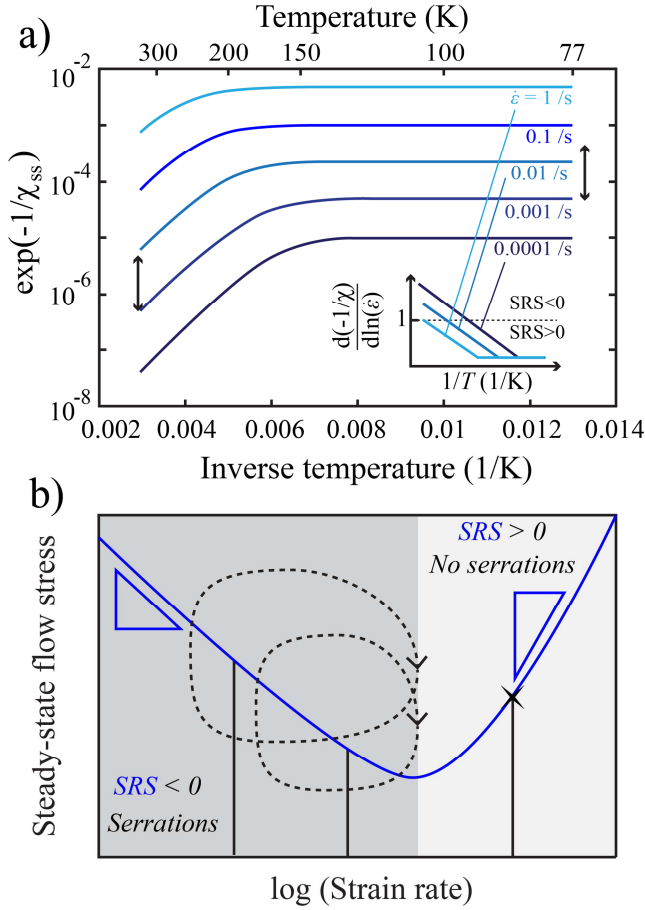 a)
Temperature (K)
300 200 150 100 77
10⁻²
10⁻⁴
10⁻⁶
10⁻⁸
exp(-1/χss)
ε̇ = 1 /s
0.1 /s
0.01 /s
0.001 /s
0.0001 /s
d(-1/χ)
dln(ε̇)
1
SRS<0
SRS>0
1/T (1/K)
0.002 0.004 0.006 0.008 0.01 0.012 0.014
Inverse temperature (1/K)
b)
Steady-state flow stress
SRS > 0
No serrations
SRS < 0
Serrations
log (Strain rate)